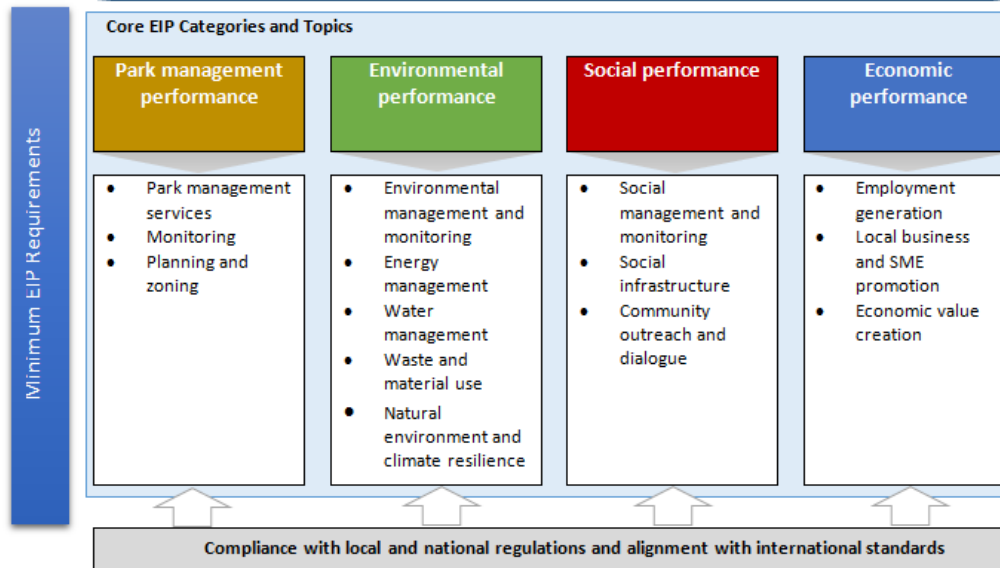 Minimum EIP Requirements
Core EIP Categories and Topics
Park management
performance
• Park management
services
• Monitoring
• Planning and
zoning
Environmental
performance
• Environmental
management and
monitoring
• Energy
management
• Water
management
• Waste and
material use
• Natural
environment and
climate resilience
Social performance
• Social
management and
monitoring
• Social
infrastructure
• Community
outreach and
dialogue
Economic
performance
• Employment
generation
• Local business
and SME
promotion
• Economic value
creation
Compliance with local and national regulations and alignment with international standards